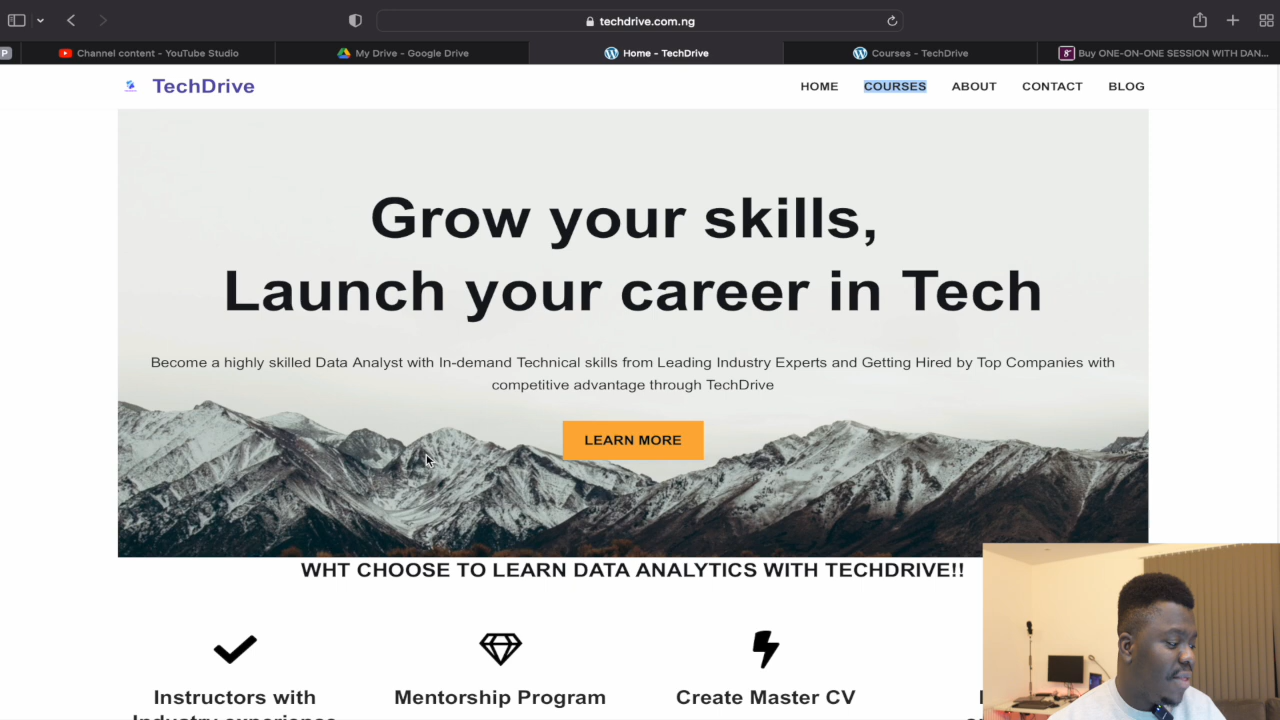 techdrive.com.ng
P
Channel content - YouTube Studio
My Drive - Google Drive
Home - TechDrive
Courses - TechDrive
Buy ONE-ON-ONE SESSION WITH DAN...
TechDrive
HOME
COURSES
ABOUT
CONTACT
BLOG
Grow your skills,
Launch your career in Tech
Become a highly skilled Data Analyst with In-demand Technical skills from Leading Industry Experts and Getting Hired by Top Companies with
competitive advantage through TechDrive
LEARN MORE
WHT CHOOSE TO LEARN DATA ANALYTICS WITH TECHDRIVE!!
Instructors with
Industry experience
Mentorship Program
Create Master CV